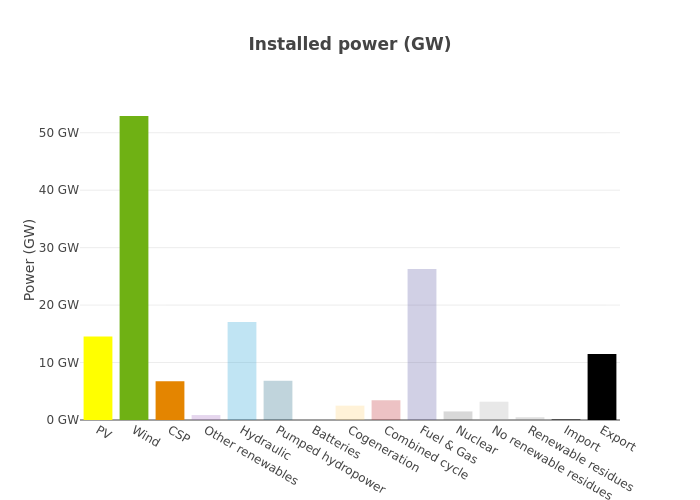 Installed power (GW)
Power (GW)
50 GW
40 GW
30 GW
20 GW
10 GW
0 GW
PV
Wind
CSP
Other renewables
Hydraulic
Pumped hydropower
Batteries
Cogeneration
Combined cycle
Fuel & Gas
Nuclear
No renewable residues
Renewable residues
Import
Export